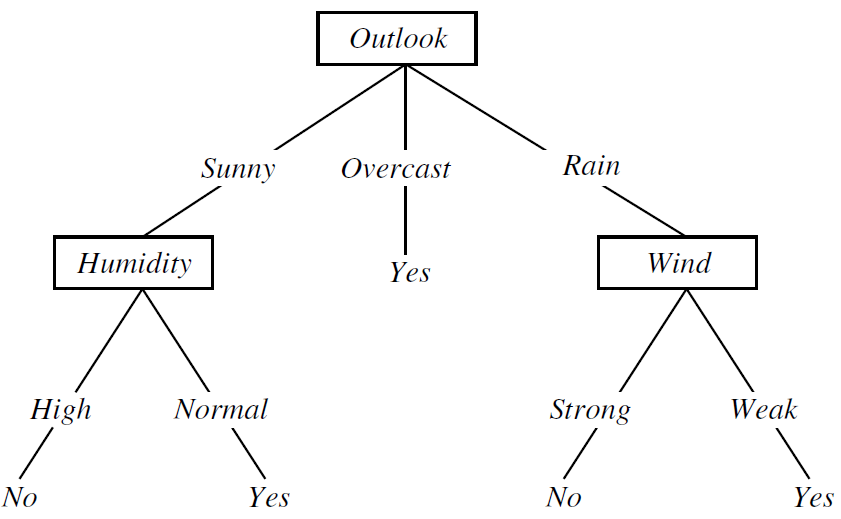 Outlook
Sunny Overcast Rain
Humidity Yes Wind
High Normal Strong Weak
No Yes No Yes